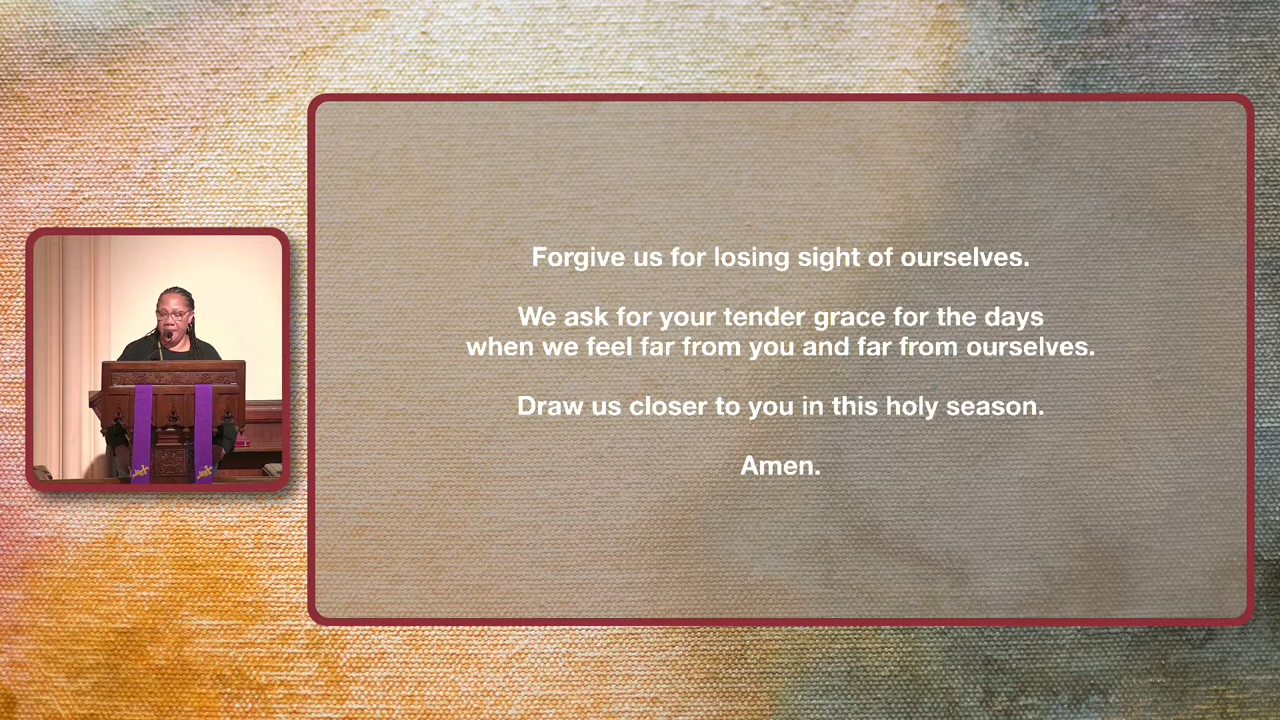 Forgive us for losing sight of ourselves.
We ask for your tender grace for the days
when we feel far from you and far from ourselves.
Draw us closer to you in this holy season.
Amen.